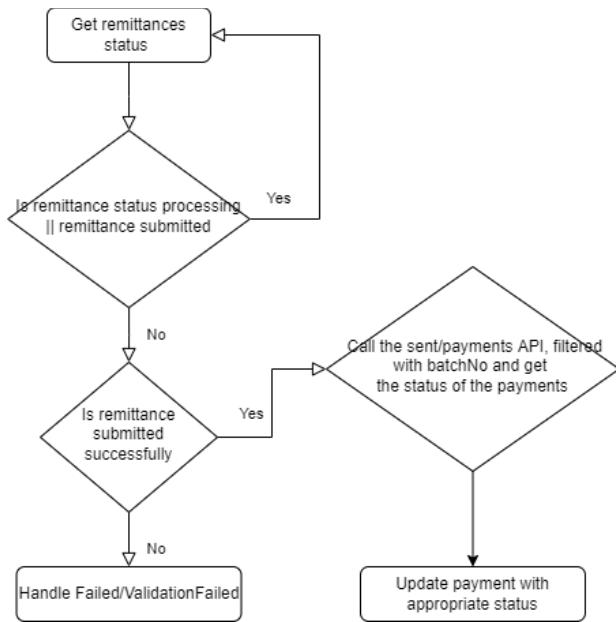 Get remittances
status
Is remittance status processing
|| remittance submitted
Yes
No
Is remittance
submitted
successfully
Yes
Call the sent/payments API, filtered
with batchNo and get
the status of the payments
No
Handle Failed/ValidationFailed
Update payment with
appropriate status